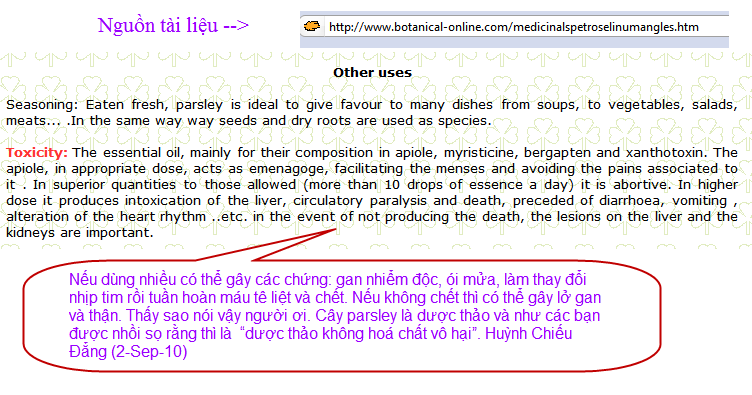 Nguồn tài liệu -->
http://www.botanical-online.com/medicinalspetroselinumangles.htm
Other uses
Seasoning: Eaten fresh, parsley is ideal to give favour to many dishes from soups, to vegetables, salads,
meats... .In the same way way seeds and dry roots are used as species.
Toxicity: The essential oil, mainly for their composition in apiole, myristicine, bergapten and xanthotoxin. The
apiole, in appropriate dose, acts as emenagoge, facilitating the menses and avoiding the pains associated to
it . In superior quantities to those allowed (more than 10 drops of essence a day) it is abortive. In higher
dose it produces intoxication of the liver, circulatory paralysis and death, preceded of diarrhoea, vomiting ,
alteration of the heart rhythm ..etc. in the event of not producing the death, the lesions on the liver and the
kidneys are important.
Nếu dùng nhiều có thể gây các chứng: gan nhiễm độc, ói mửa, làm thay đổi
nhịp tim rồi tuần hoàn máu tê liệt và chết. Nếu không chết thì có thể gây lở gan
và thận. Thấy sao nói vậy người ơi. Cây parsley là dược thảo và như các bạn
được nhồi sọ rằng thì là "dược thảo không hoá chất vô hại". Huỳnh Chiếu
Đẳng (2-Sep-10)